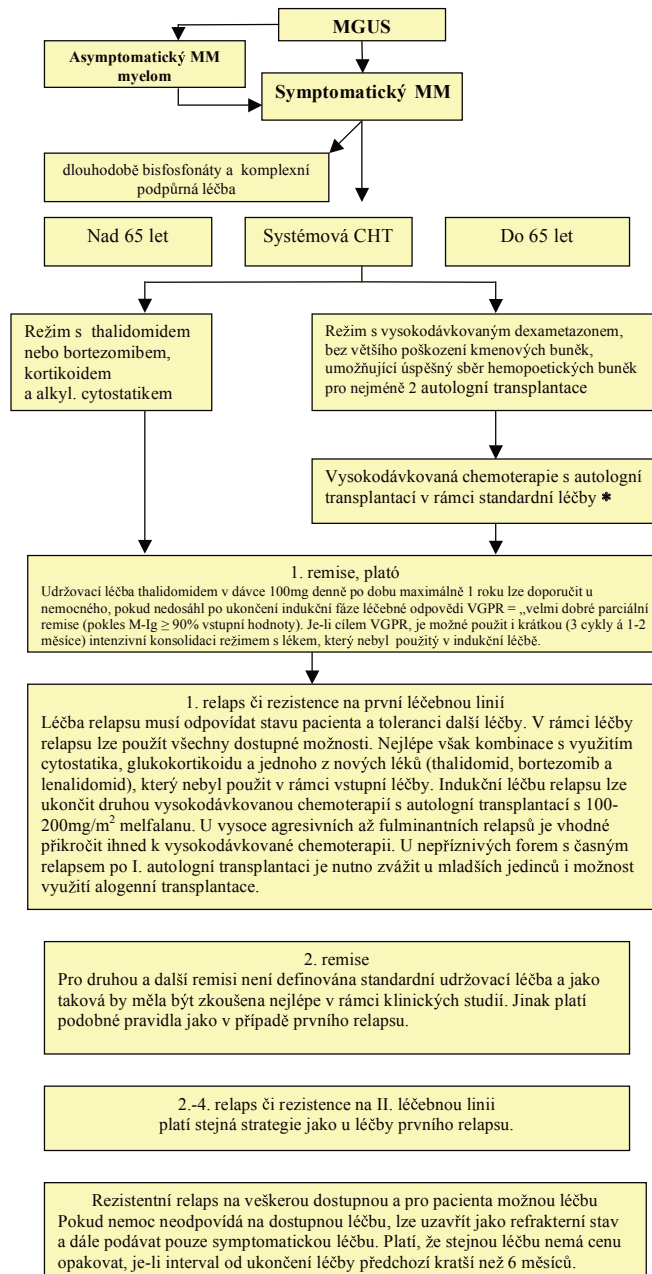 MGUS
Asymptomatický MM
myelom
Symptomatický MM
dlouhodobě bisfosfonáty a komplexní
podpůrná léčba
Nad 65 let
Systémová CHT
Do 65 let
Režim s thalidomidem
nebo bortezomibem,
kortikoidem
a alkyl. cytostatikem
Režim s vysokodávkovaným dexametazonem,
bez většího poškození kmenových buněk,
umožňující úspěšný sběr hemopoetických buněk
pro nejméně 2 autologní transplantace
Vysokodávkovaná chemoterapie s autologní
transplantací v rámci standardní léčby *
1. remise, plató
Udržovací léčba thalidomidem v dávce 100mg denně po dobu maximálně 1 roku lze doporučit u
nemocného, pokud nedosáhl po ukončení indukční fáze léčebné odpovědi VGPR = „velmi dobré parciální
remise (pokles M-Ig ≥ 90% vstupní hodnoty). Je-li cílem VGPR, je možné použit i krátkou (3 cykly á 1-2
měsíce) intenzivní konsolidaci režimem s lékem, který nebyl použitý v indukční léčbě.
1. relaps či rezistence na první léčebnou linií
Léčba relapsu musí odpovídat stavu pacienta a toleranci další léčby. V rámci léčby
relapsu lze použít všechny dostupné možnosti. Nejlépe však kombinace s využitím
cytostatika, glukokortikoidu a jednoho z nových léků (thalidomid, bortezomib a
lenalidomid), který nebyl použit v rámci vstupní léčby. Indukční léčbu relapsu lze
ukončit druhou vysokodávkovanou chemoterapií s autologní transplantací s 100-
200mg/m² melfalanu. U vysoce agresivních až fulminantních relapsů je vhodné
přikročit ihned k vysokodávkované chemoterapii. U nepříznivých forem s časným
relapsem po I. autologní transplantaci je nutno zvážit u mladších jedinců i možnost
využití alogenní transplantace.
2. remise
Pro druhou a další remisi není definována standardní udržovací léčba a jako
taková by měla být zkoušena nejlépe v rámci klinických studií. Jinak platí
podobné pravidla jako v případě prvního relapsu.
2.-4. relaps či rezistence na II. léčebnou linii
platí stejná strategie jako u léčby prvního relapsu.
Rezistentní relaps na veškerou dostupnou a pro pacienta možnou léčbu
Pokud nemoc neodpovídá na dostupnou léčbu, lze uzavřít jako refrakterní stav
a dále podávat pouze symptomatickou léčbu. Platí, že stejnou léčbu nemá cenu
opakovat, je-li interval od ukončení léčby předchozí kratší než 6 měsíců.